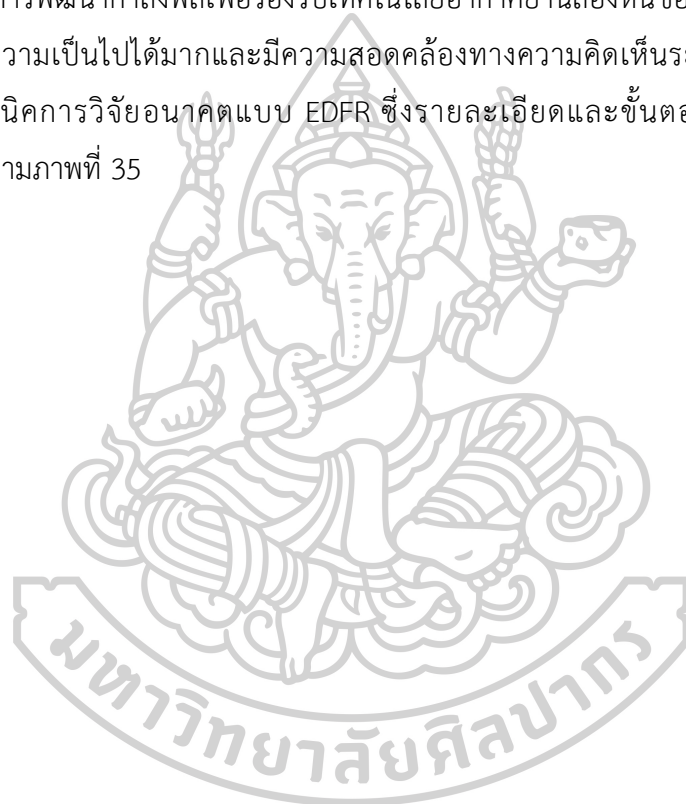 การพัฒนากำลังพลเพื่อรองรับเทคโนโลยีอากาศยานล่องหนของ
วามเป็นไปได้มากและมีความสอดคล้องทางความคิดเห็นระ
นิคการวิจัยอนาคตแบบ EDFR ซึ่งรายละเอียดและขั้นตอ
ามภาพที่ 35
มหาวิทยาลัยศิลปากร